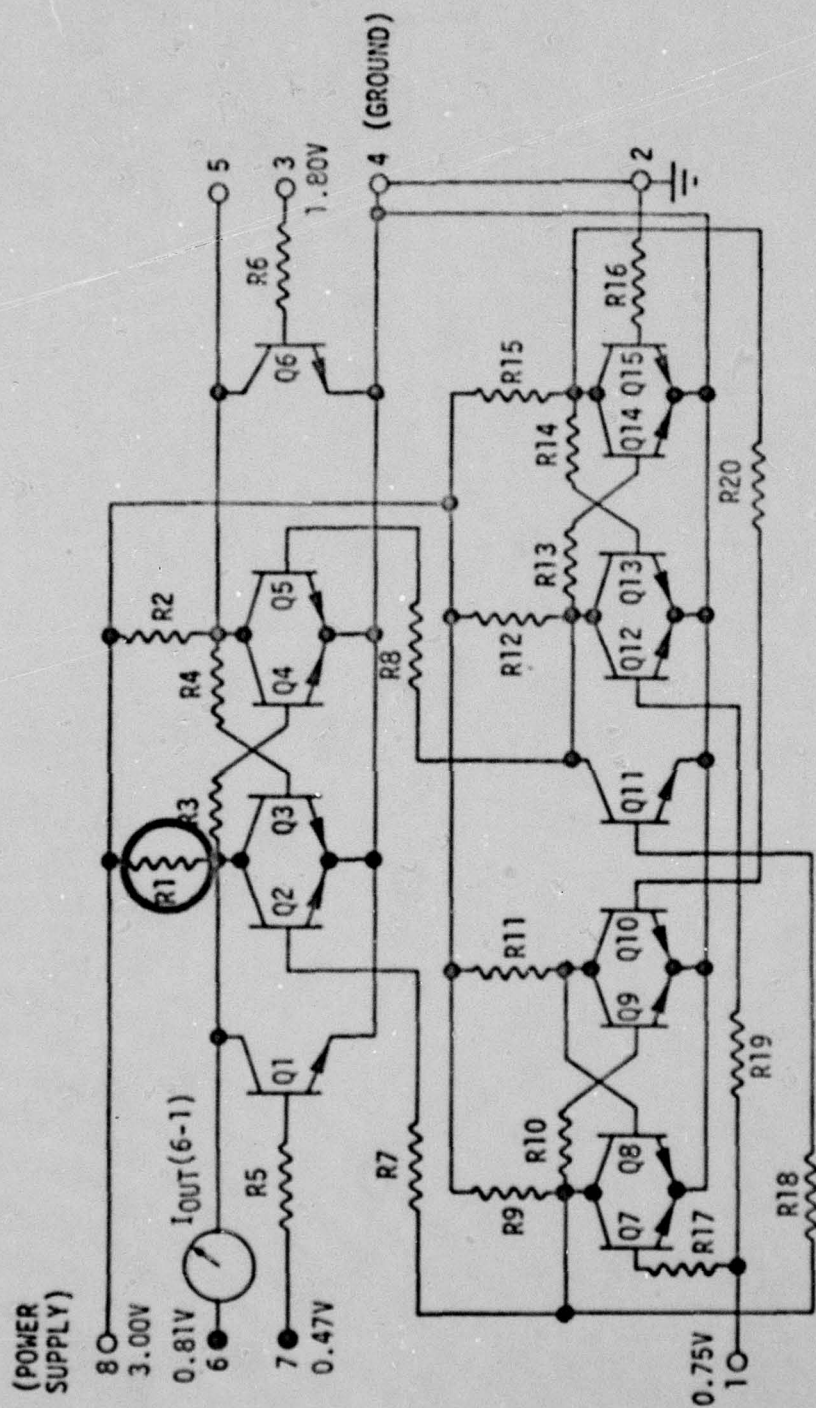 (POWER
SUPPLY)
8
3.00V
0.81V
6
IOUT(6-1)
7
0.47V
R5
Q1
R1
R3
Q2
Q3
R4
R2
Q4
Q5
5
R6
Q6
3
1.80V
4 (GROUND)
R7
R8
R9
R10
R11
R12
R13
R14
R15
2
Q7
Q8
Q9
Q10
Q11
Q12
Q13
Q14
Q15
R16
R17
0.75V
1
R19
R20
R18